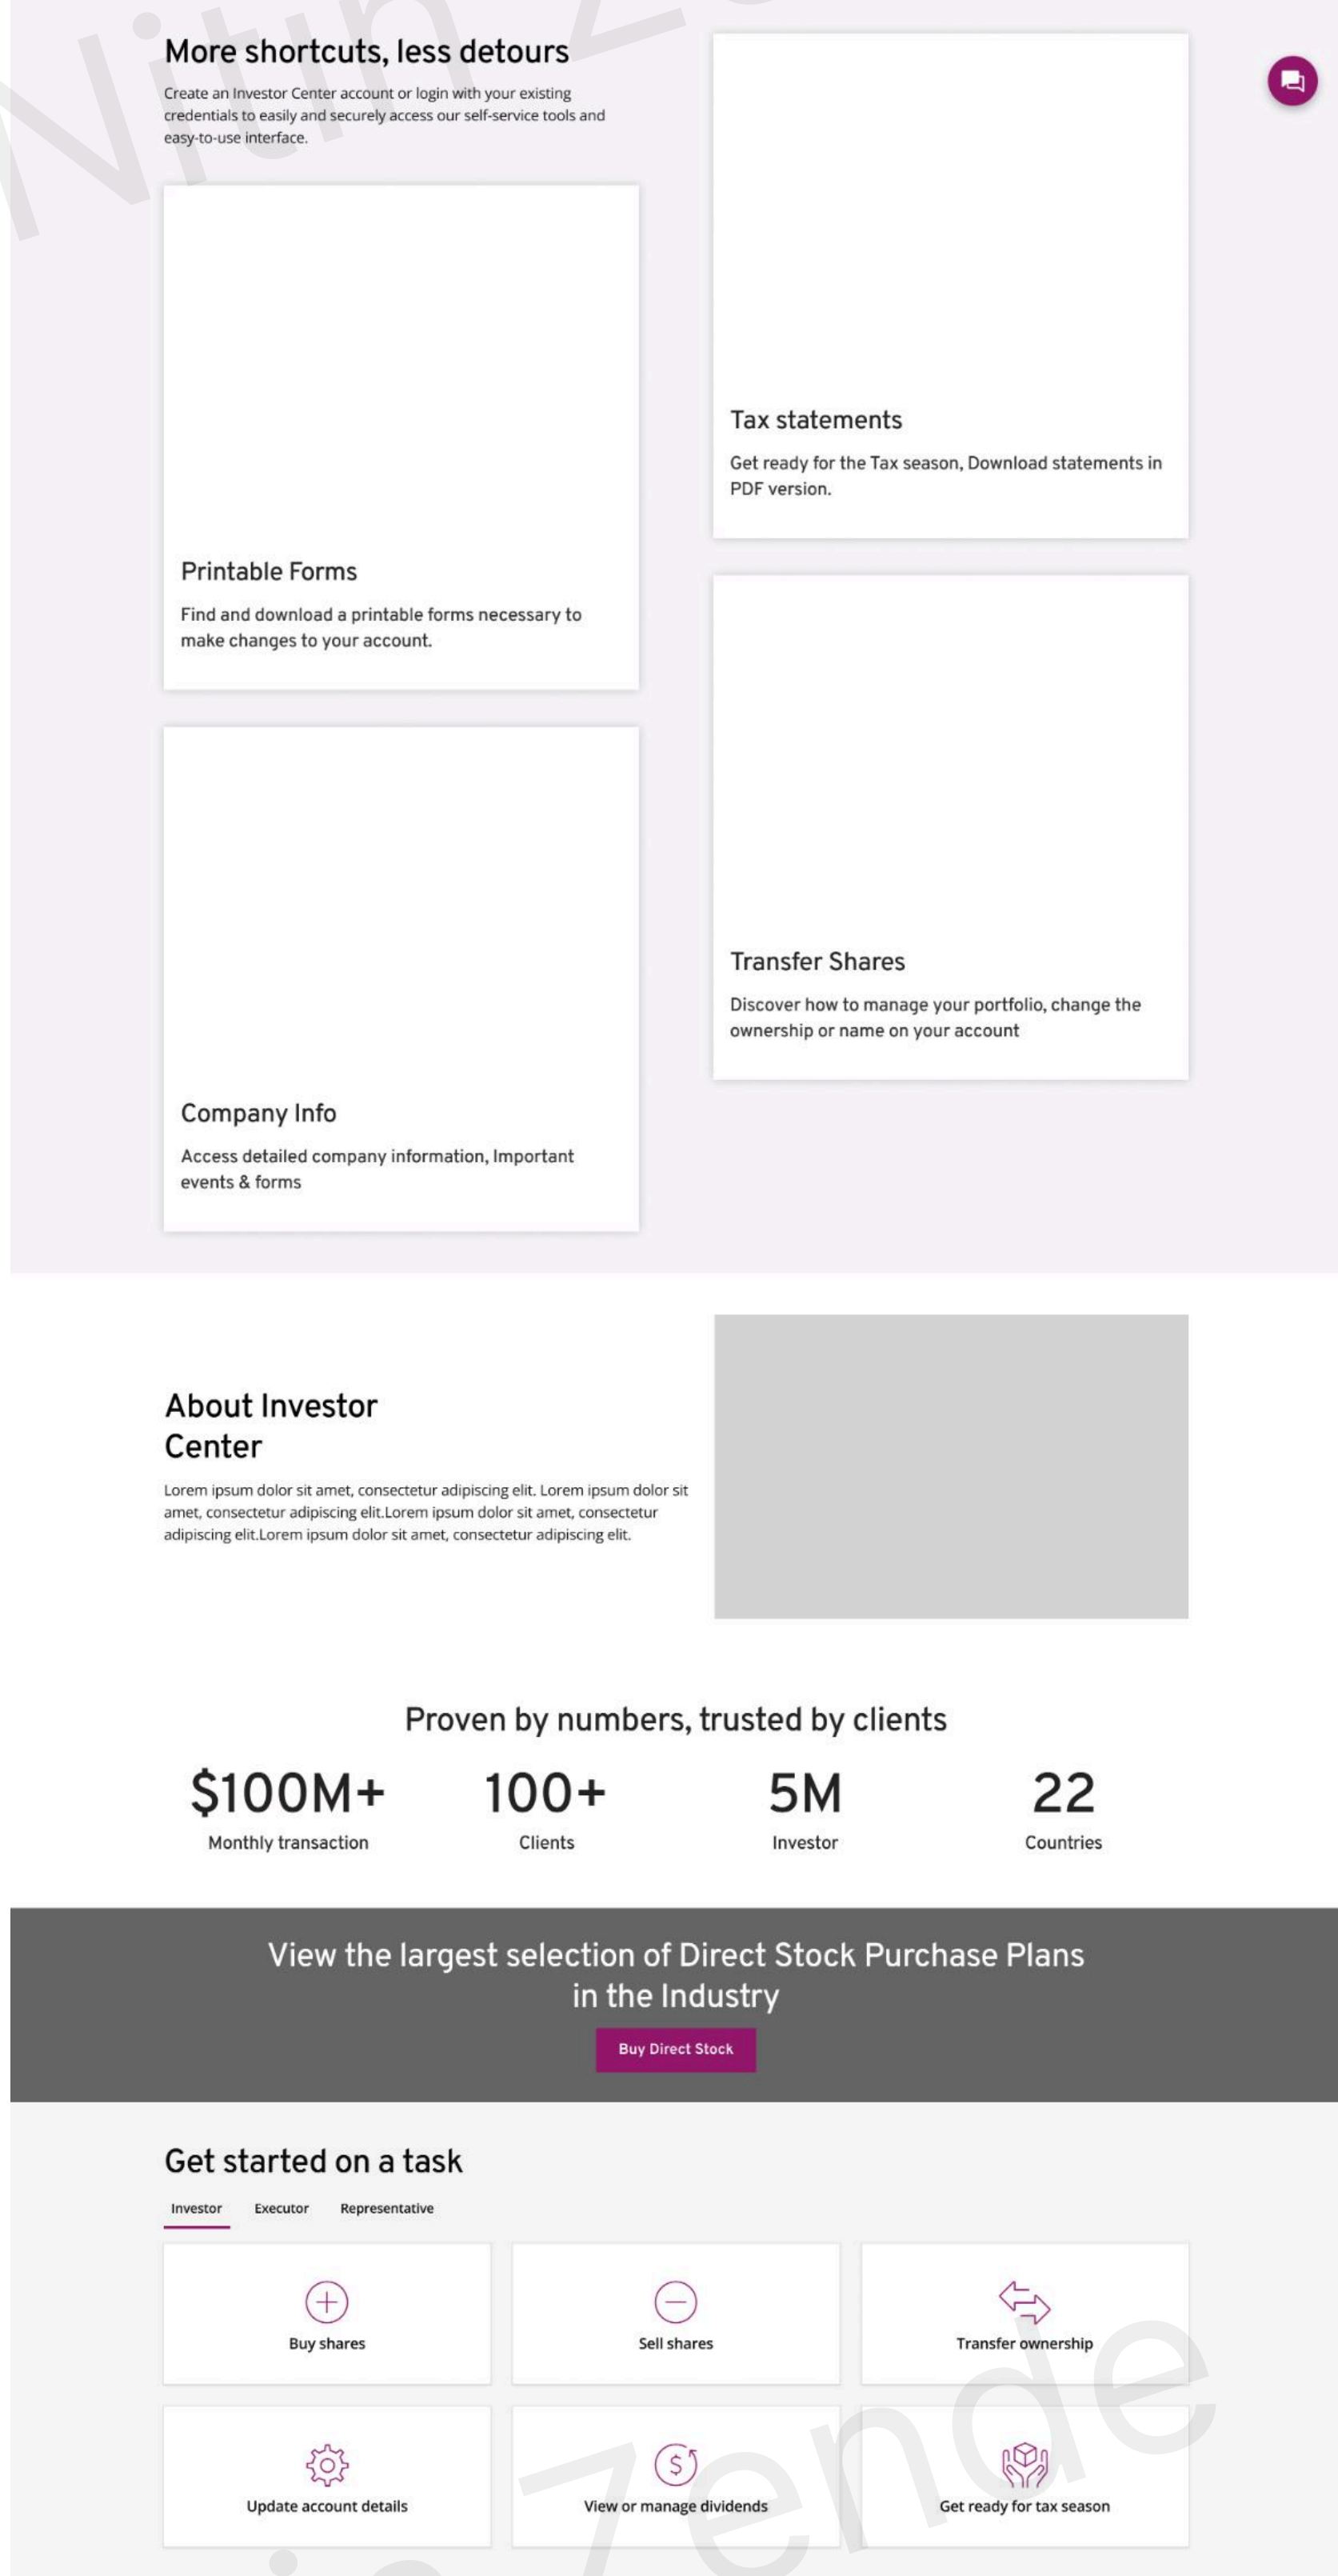 More shortcuts, less detours
Create an Investor Center account or login with your existing
credentials to easily and securely access our self-service tools and
easy-to-use interface.
Printable Forms
Find and download a printable forms necessary to
make changes to your account.
Company Info
Access detailed company information, Important
events & forms
Tax statements
Get ready for the Tax season, Download statements in
PDF version.
Transfer Shares
Discover how to manage your portfolio, change the
ownership or name on your account
About Investor
Center
Lorem ipsum dolor sit amet, consectetur adipiscing elit. Lorem ipsum dolor sit
amet, consectetur adipiscing elit.Lorem ipsum dolor sit amet, consectetur
adipiscing elit.Lorem ipsum dolor sit amet, consectetur adipiscing elit.
Proven by numbers, trusted by clients
$100M+
Monthly transaction
100+
Clients
5M
Investor
22
Countries
View the largest selection of Direct Stock Purchase Plans
in the Industry
Buy Direct Stock
Get started on a task
Investor Executor Representative
Buy shares
Sell shares
Transfer ownership
Update account details
$
View or manage dividends
Get ready for tax season
Nitin
Zende